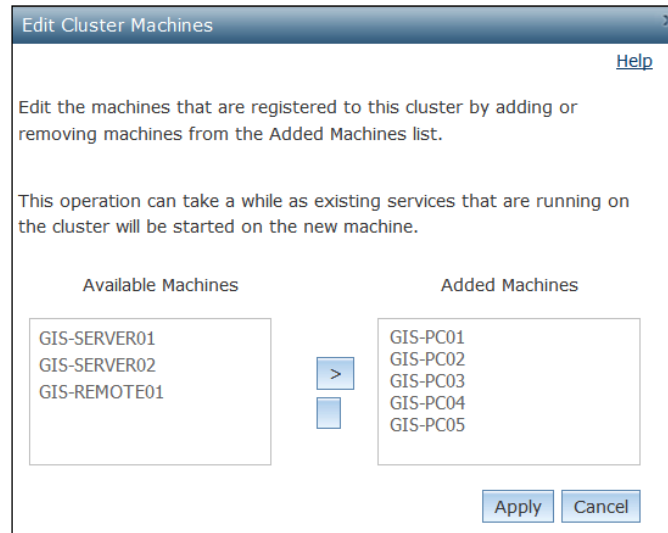 Edit Cluster Machines
Help
Edit the machines that are registered to this cluster by adding or
removing machines from the Added Machines list.
This operation can take a while as existing services that are running on
the cluster will be started on the new machine.
Available Machines
Added Machines
GIS-SERVER01
GIS-SERVER02
GIS-REMOTE01
>
GIS-PC01
GIS-PC02
GIS-PC03
GIS-PC04
GIS-PC05
Apply
Cancel